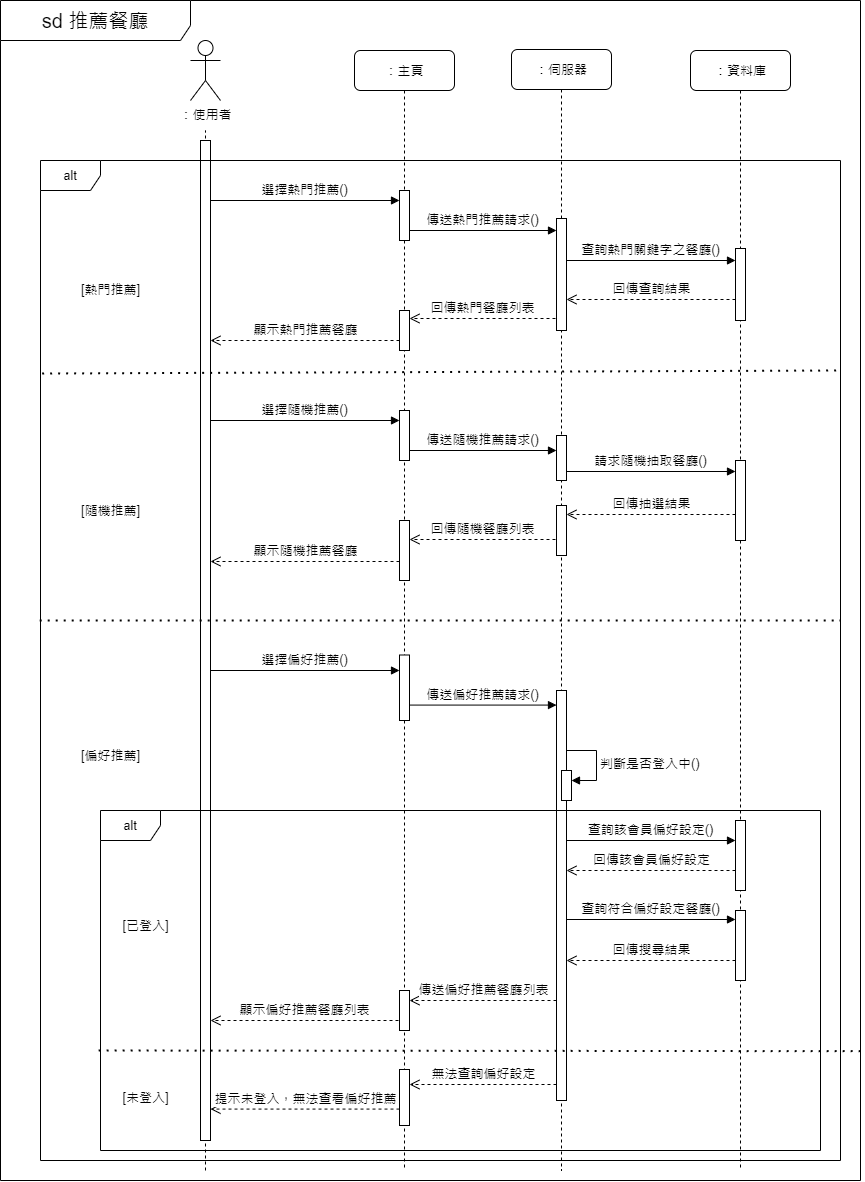 sd 推薦餐廳
：使用者
：主頁
：伺服器
：資料庫
alt
選擇熱門推薦()
傳送熱門推薦請求()
查詢熱門關鍵字之餐廳()
[熱門推薦]
回傳查詢結果
回傳熱門餐廳列表
顯示熱門推薦餐廳
選擇隨機推薦()
傳送隨機推薦請求()
請求隨機抽取餐廳()
[隨機推薦]
回傳抽選結果
回傳隨機餐廳列表
顯示隨機推薦餐廳
選擇偏好推薦()
傳送偏好推薦請求()
[偏好推薦]
判斷是否登入中()
alt
查詢該會員偏好設定()
回傳該會員偏好設定
查詢符合偏好設定餐廳()
[已登入]
回傳搜尋結果
傳送偏好推薦餐廳列表
顯示偏好推薦餐廳列表
無法查詢偏好設定
[未登入]
提示未登入，無法查看偏好推薦